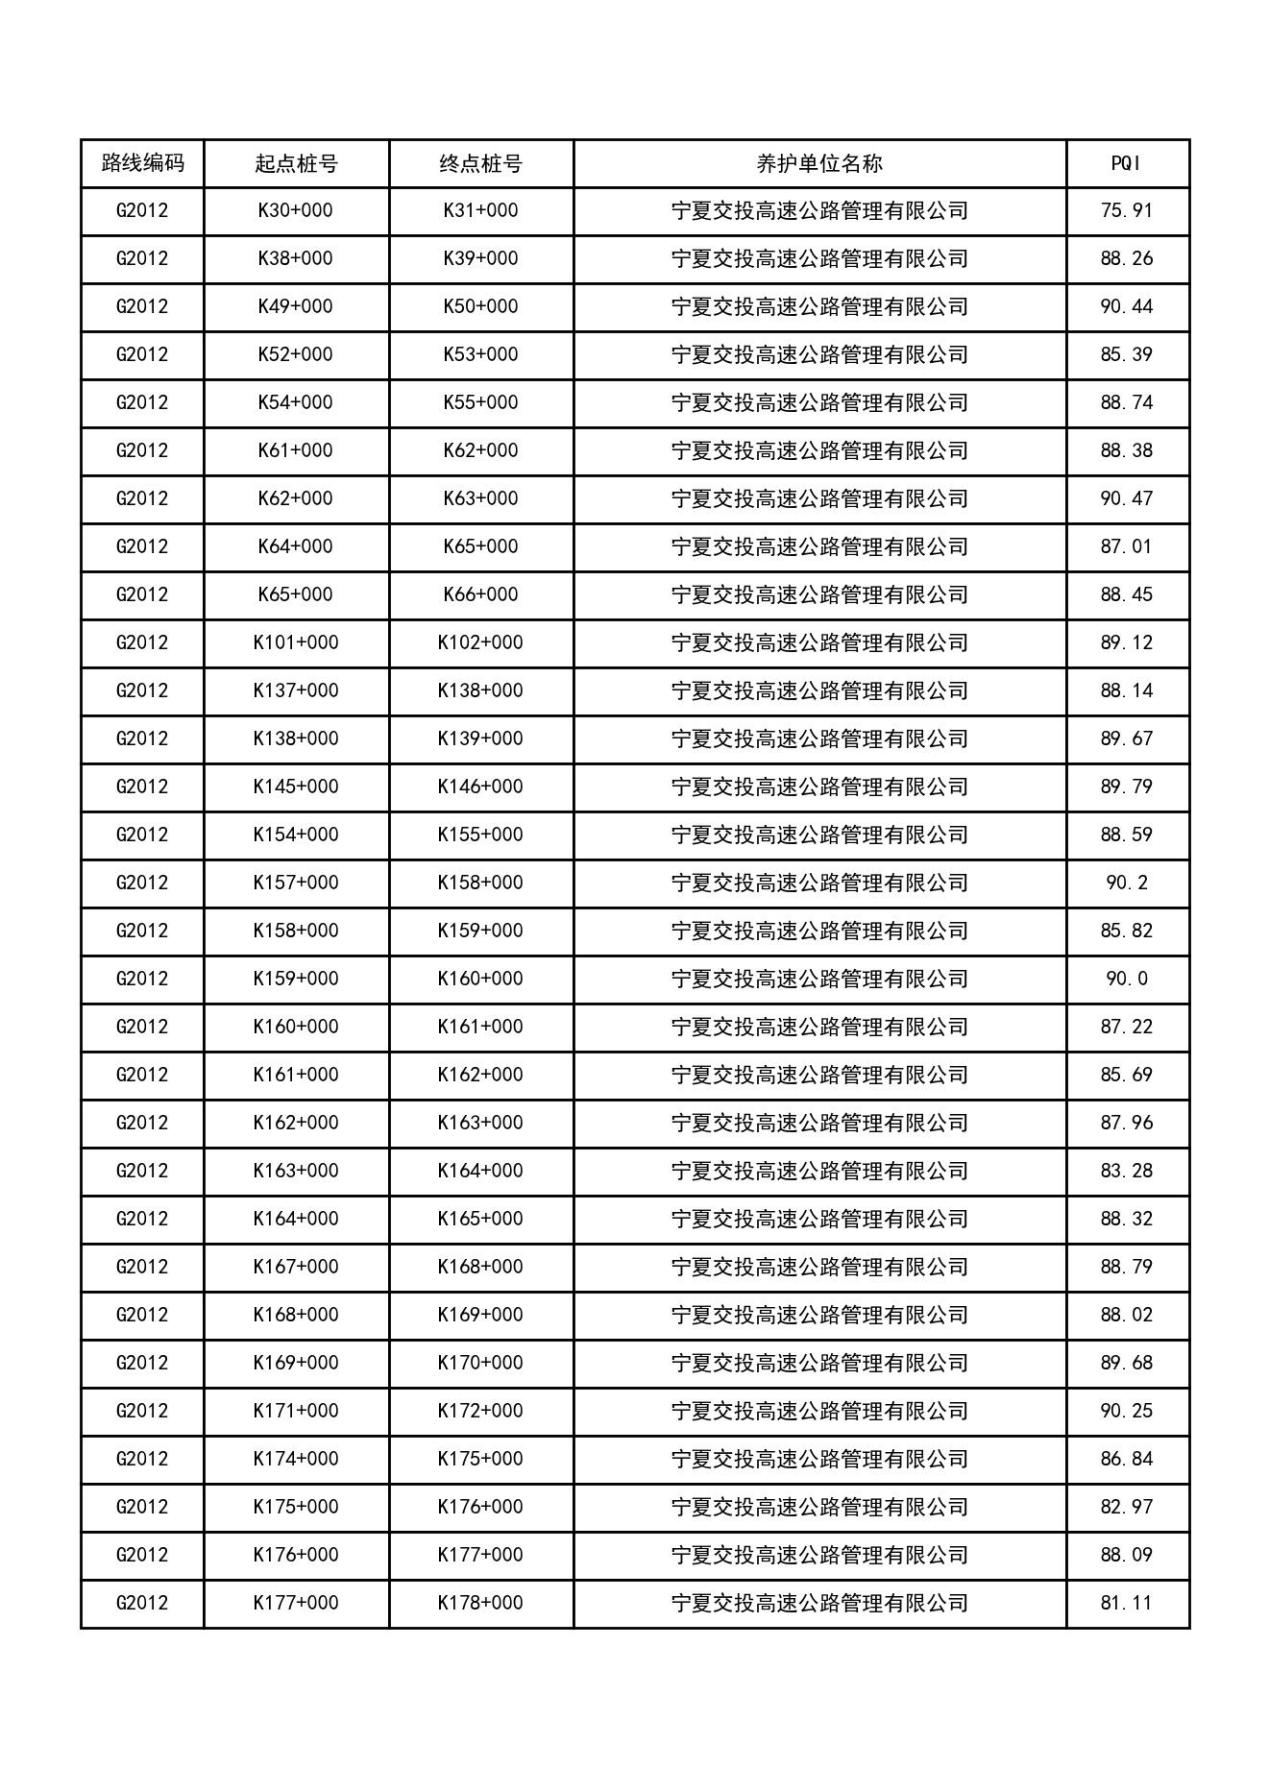 路线编码 起点桩号 终点桩号 养护单位名称 PQI
G2012 K30+000 K31+000 宁夏交投高速公路管理有限公司 75.91
G2012 K38+000 K39+000 宁夏交投高速公路管理有限公司 88.26
G2012 K49+000 K50+000 宁夏交投高速公路管理有限公司 90.44
G2012 K52+000 K53+000 宁夏交投高速公路管理有限公司 85.39
G2012 K54+000 K55+000 宁夏交投高速公路管理有限公司 88.74
G2012 K61+000 K62+000 宁夏交投高速公路管理有限公司 88.38
G2012 K62+000 K63+000 宁夏交投高速公路管理有限公司 90.47
G2012 K64+000 K65+000 宁夏交投高速公路管理有限公司 87.01
G2012 K65+000 K66+000 宁夏交投高速公路管理有限公司 88.45
G2012 K101+000 K102+000 宁夏交投高速公路管理有限公司 89.12
G2012 K137+000 K138+000 宁夏交投高速公路管理有限公司 88.14
G2012 K138+000 K139+000 宁夏交投高速公路管理有限公司 89.67
G2012 K145+000 K146+000 宁夏交投高速公路管理有限公司 89.79
G2012 K154+000 K155+000 宁夏交投高速公路管理有限公司 88.59
G2012 K157+000 K158+000 宁夏交投高速公路管理有限公司 90.2
G2012 K158+000 K159+000 宁夏交投高速公路管理有限公司 85.82
G2012 K159+000 K160+000 宁夏交投高速公路管理有限公司 90.0
G2012 K160+000 K161+000 宁夏交投高速公路管理有限公司 87.22
G2012 K161+000 K162+000 宁夏交投高速公路管理有限公司 85.69
G2012 K162+000 K163+000 宁夏交投高速公路管理有限公司 87.96
G2012 K163+000 K164+000 宁夏交投高速公路管理有限公司 83.28
G2012 K164+000 K165+000 宁夏交投高速公路管理有限公司 88.32
G2012 K167+000 K168+000 宁夏交投高速公路管理有限公司 88.79
G2012 K168+000 K169+000 宁夏交投高速公路管理有限公司 88.02
G2012 K169+000 K170+000 宁夏交投高速公路管理有限公司 89.68
G2012 K171+000 K172+000 宁夏交投高速公路管理有限公司 90.25
G2012 K174+000 K175+000 宁夏交投高速公路管理有限公司 86.84
G2012 K175+000 K176+000 宁夏交投高速公路管理有限公司 82.97
G2012 K176+000 K177+000 宁夏交投高速公路管理有限公司 88.09
G2012 K177+000 K178+000 宁夏交投高速公路管理有限公司 81.11